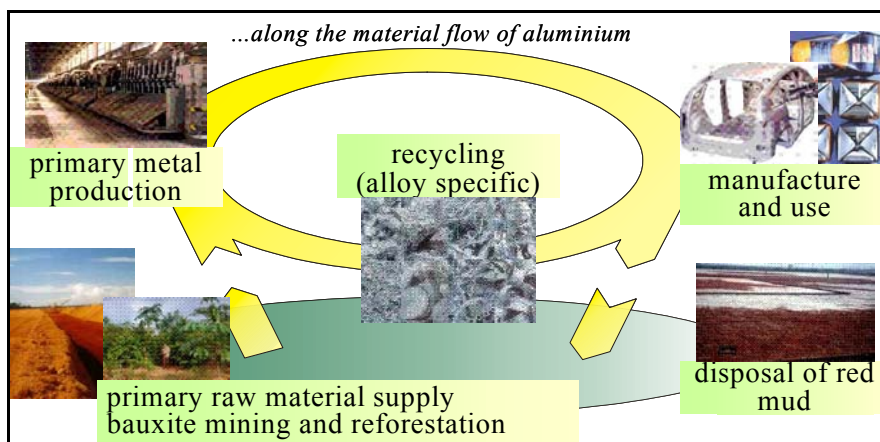 ...along the material flow of aluminium
primary metal
production
recycling
(alloy specific)
manufacture
and use
primary raw material supply
bauxite mining and reforestation
disposal of red
mud